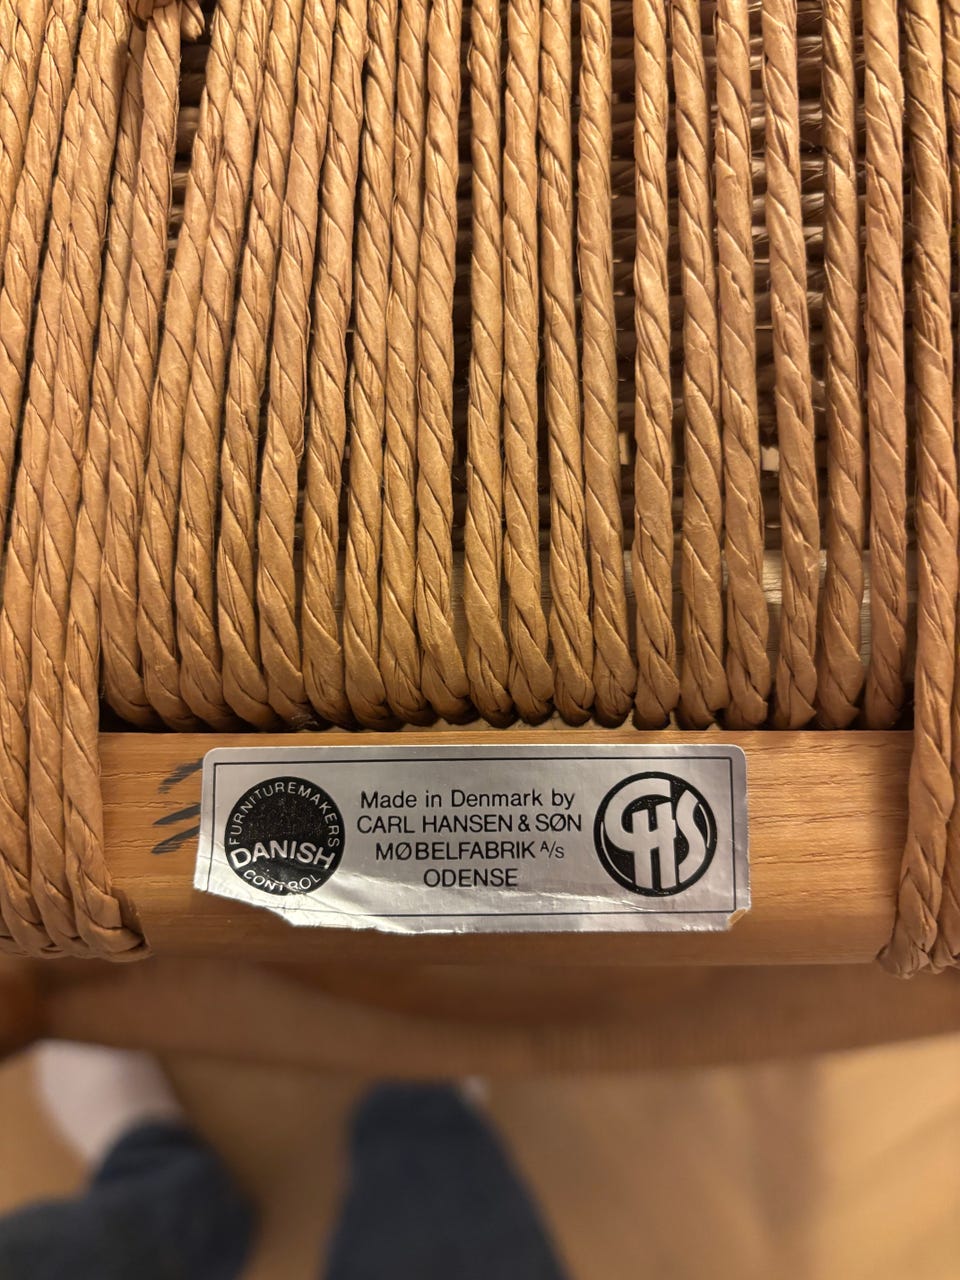 FURNITUREMAKERS
DANISH
CONTROL
Made in Denmark by
CARL HANSEN & SØN
MØBELFABRIK A/s
ODENSE
CHS